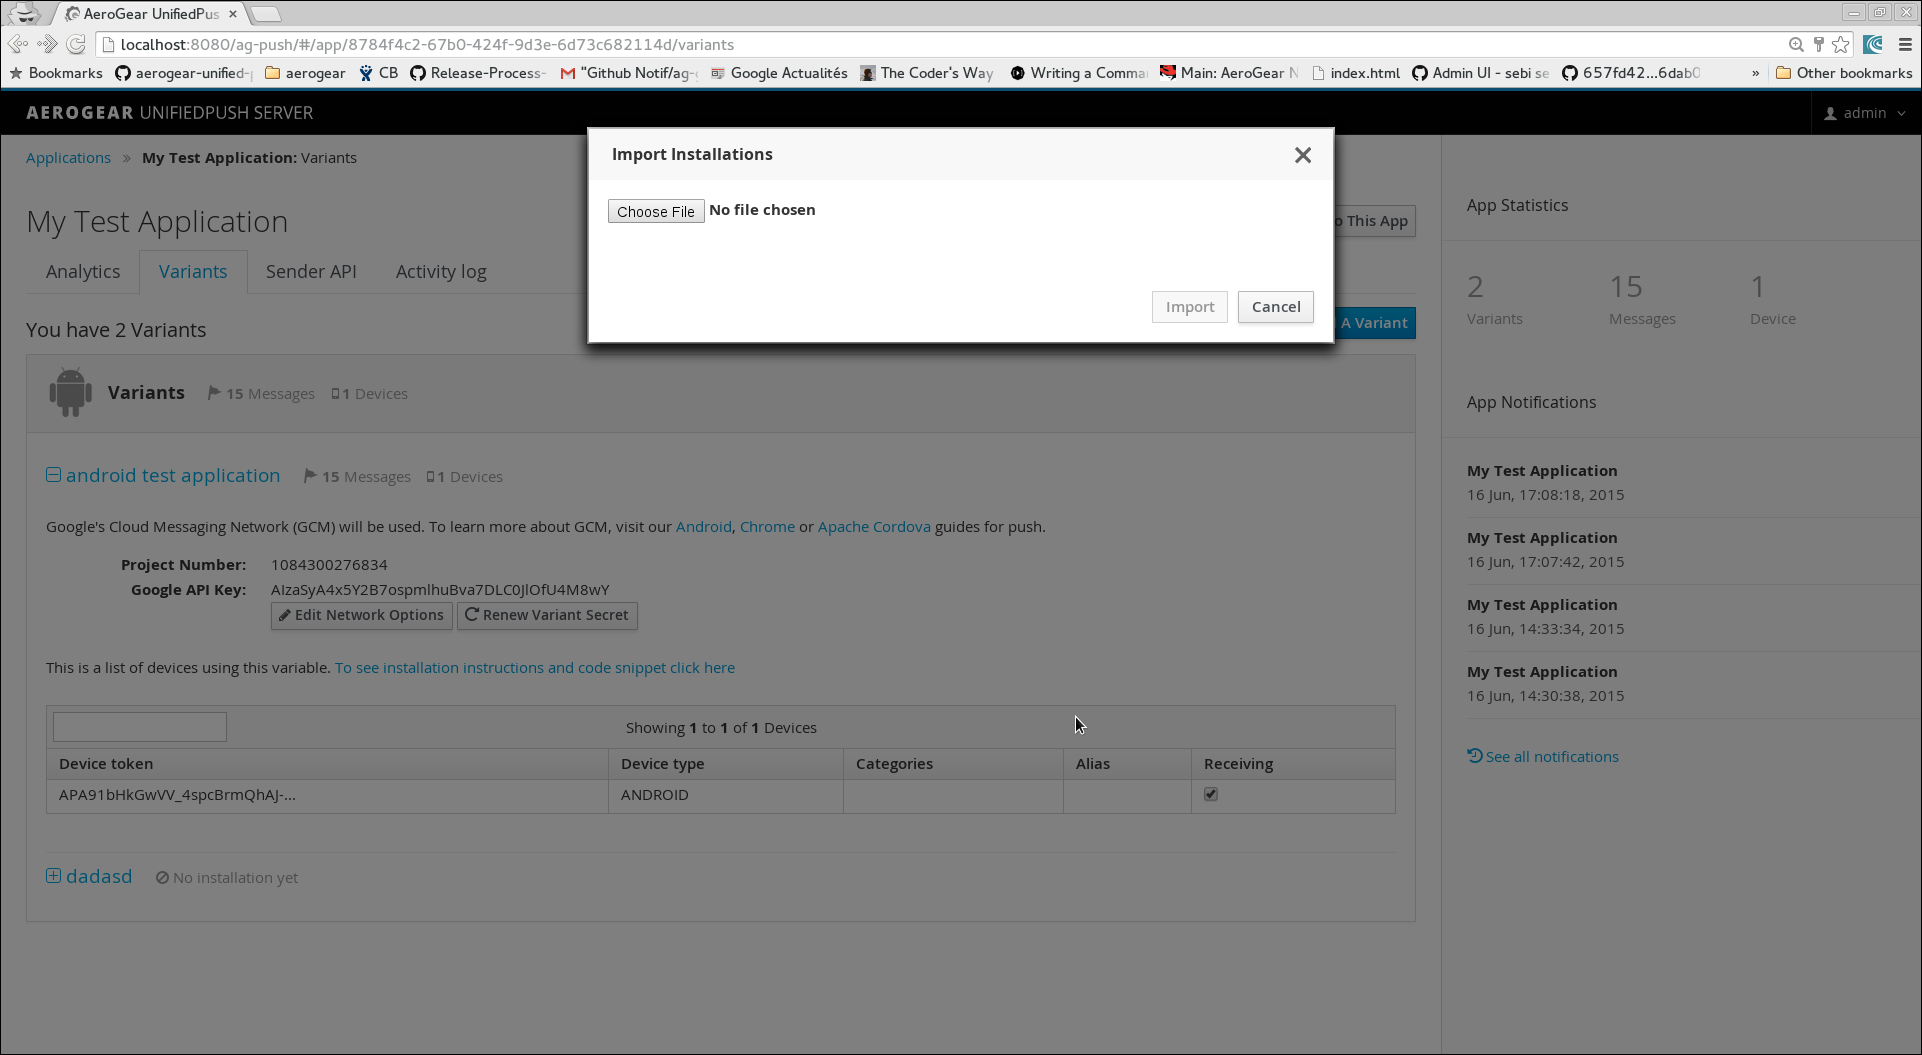 AeroGear UnifiedPus
localhost:8080/ag-push/#/app/8784f4c2-67b0-424f-9d3e-6d73c682114d/variants
Bookmarks aerogear-unified- aerogear CB Release-Process- "Github Notif/ag- Google Actualités The Coder's Way Writing a Comma Main: AeroGear N index.html Admin UI - sebi se 657fd42...6dab0 » Other bookmarks
AEROGEAR UNIFIEDPUSH SERVER
admin
Applications » My Test Application: Variants
Import Installations
Choose File No file chosen
Import Cancel
My Test Application
o This App
Analytics Variants Sender API Activity log
You have 2 Variants
A Variant
Variants 15 Messages 1 Devices
android test application 15 Messages 1 Devices
Google's Cloud Messaging Network (GCM) will be used. To learn more about GCM, visit our Android, Chrome or Apache Cordova guides for push.
Project Number: 1084300276834
Google API Key: AIzaSyA4x5Y2B7ospmlhuBva7DLC0JlOfU4M8wY
Edit Network Options Renew Variant Secret
This is a list of devices using this variable. To see installation instructions and code snippet click here
Showing 1 to 1 of 1 Devices
Device token Device type Categories Alias Receiving
APA91bHkGwVV_4spcBrmQhAJ-... ANDROID
dadasd No installation yet
App Statistics
2 15 1
Variants Messages Device
App Notifications
My Test Application
16 Jun, 17:08:18, 2015
My Test Application
16 Jun, 17:07:42, 2015
My Test Application
16 Jun, 14:33:34, 2015
My Test Application
16 Jun, 14:30:38, 2015
See all notifications